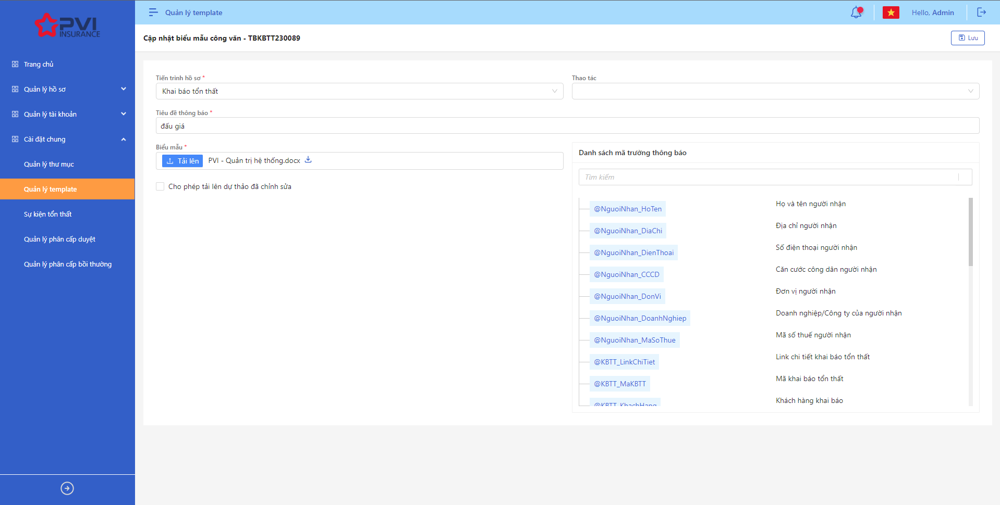 PVI
INSURANCE
Trang chủ
Quản lý hồ sơ
Quản lý tài khoản
Cài đặt chung
Quản lý thư mục
Quản lý template
Sự kiện tổn thất
Quản lý phân cấp duyệt
Quản lý phân cấp bồi thường
Quản lý template
Hello, Admin
Cập nhật biểu mẫu công văn - TBKBTT230089
Lưu
Tiến trình hồ sơ *
Khai báo tổn thất
Thao tác
Tiêu đề thông báo *
đấu giá
Biểu mẫu *
Tải lên PVI - Quản trị hệ thống.docx
Cho phép tải lên dự thảo đã chỉnh sửa
Danh sách mã trường thông báo
Tìm kiếm
@NguoiNhan_HoTen Họ và tên người nhận
@NguoiNhan_DiaChi Địa chỉ người nhận
@NguoiNhan_DienThoai Số điện thoại người nhận
@NguoiNhan_CCCD Căn cước công dân người nhận
@NguoiNhan_DonVi Đơn vị người nhận
@NguoiNhan_DoanhNghiep Doanh nghiệp/Công ty của người nhận
@NguoiNhan_MaSoThue Mã số thuế người nhận
@KBTT_LinkChiTiet Link chi tiết khai báo tổn thất
@KBTT_MaKBTT Mã khai báo tổn thất
@KBTT_KhachHang Khách hàng khai báo